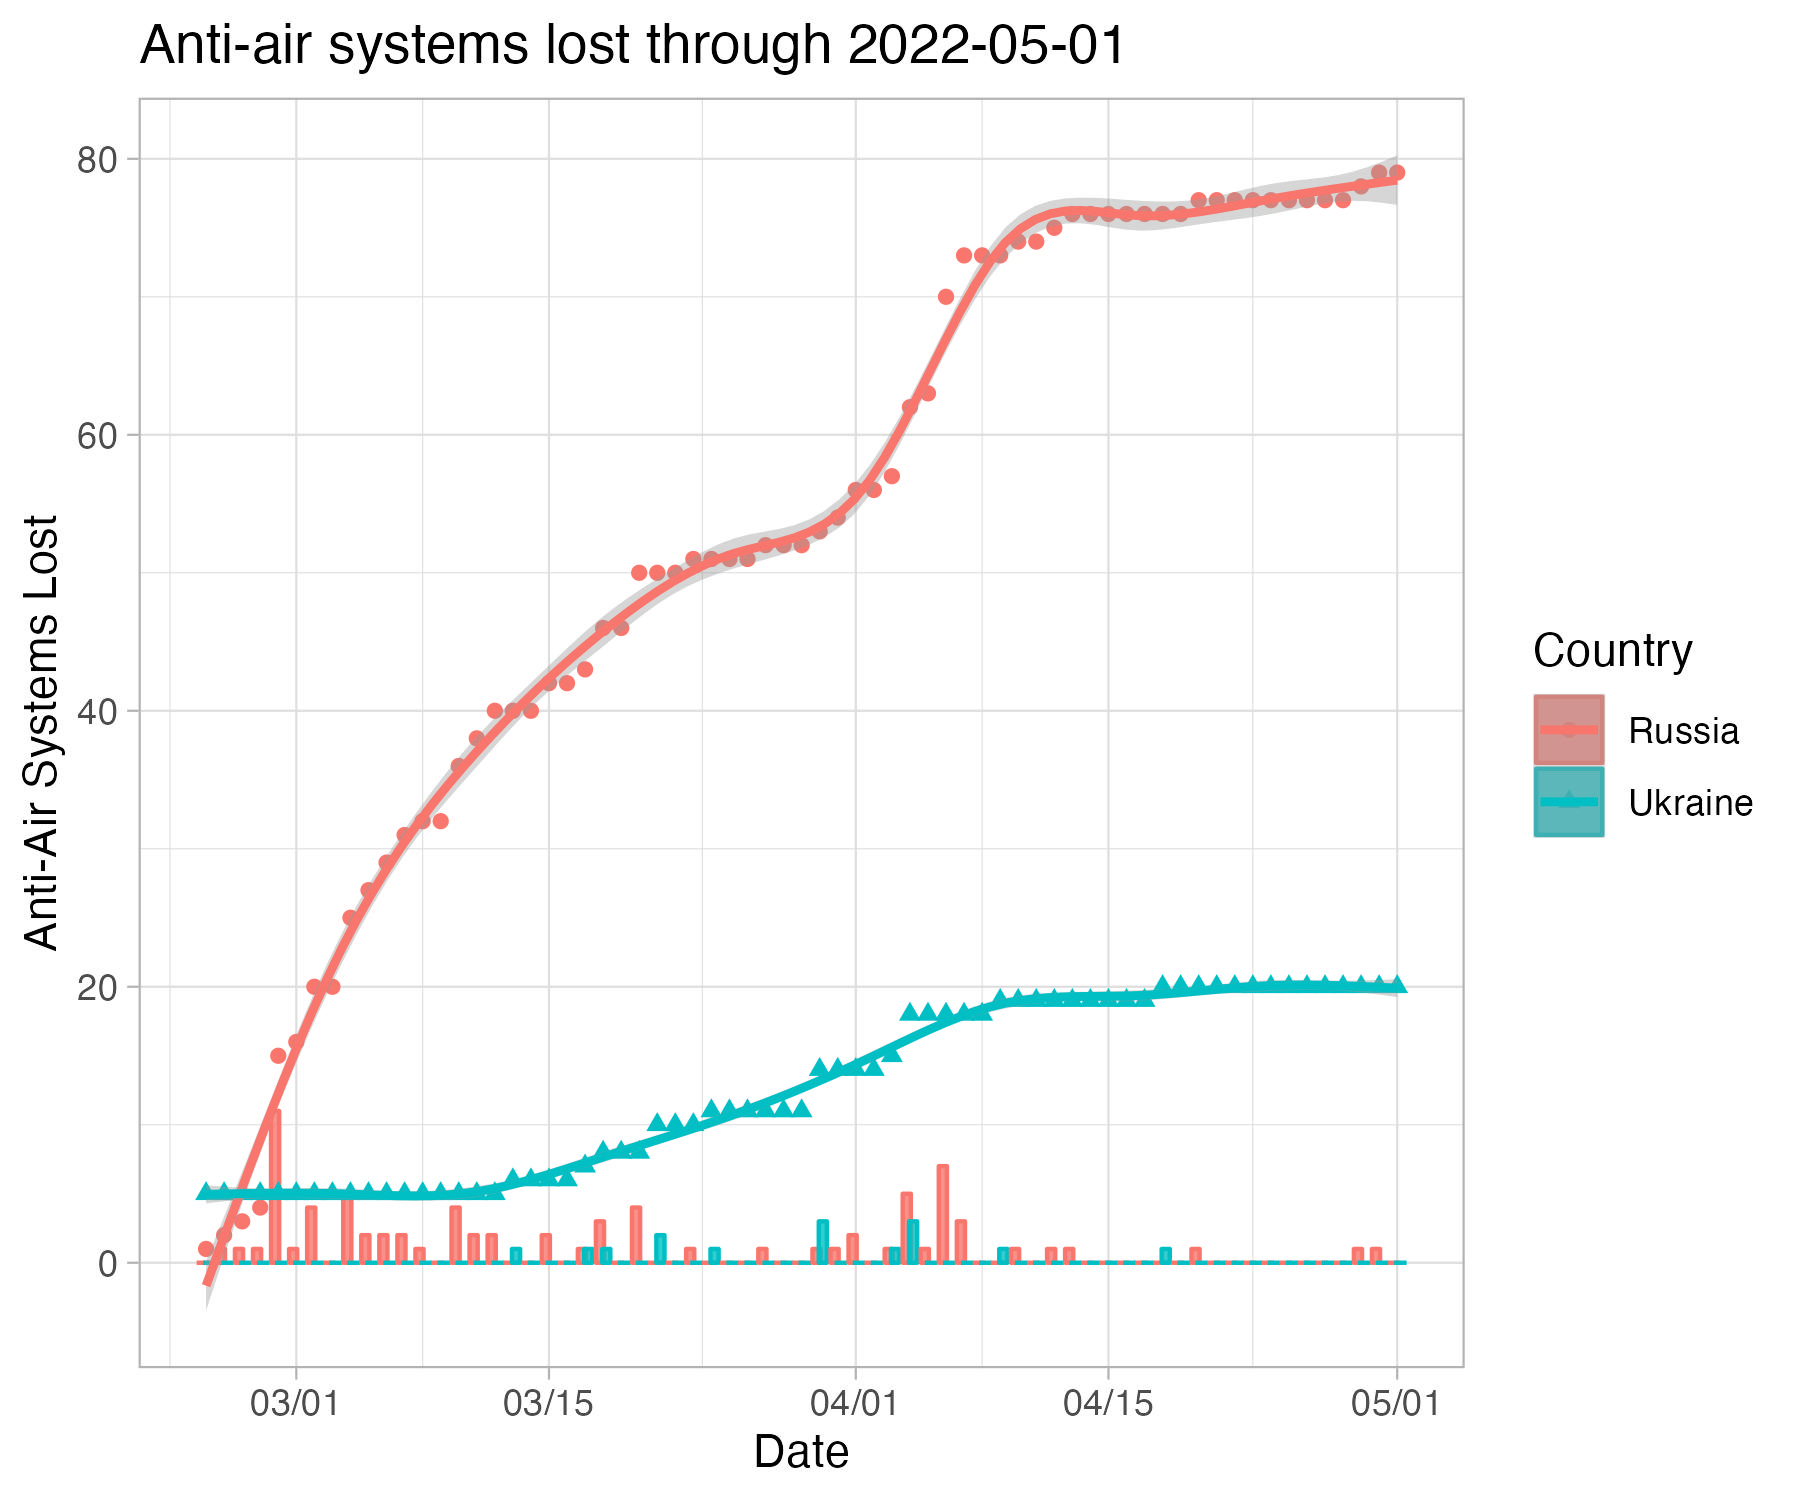 Anti-air systems lost through 2022-05-01
80
60
40
20
0
Anti-Air Systems Lost
03/01
03/15
04/01
04/15
05/01
Date
Country
Russia
Ukraine